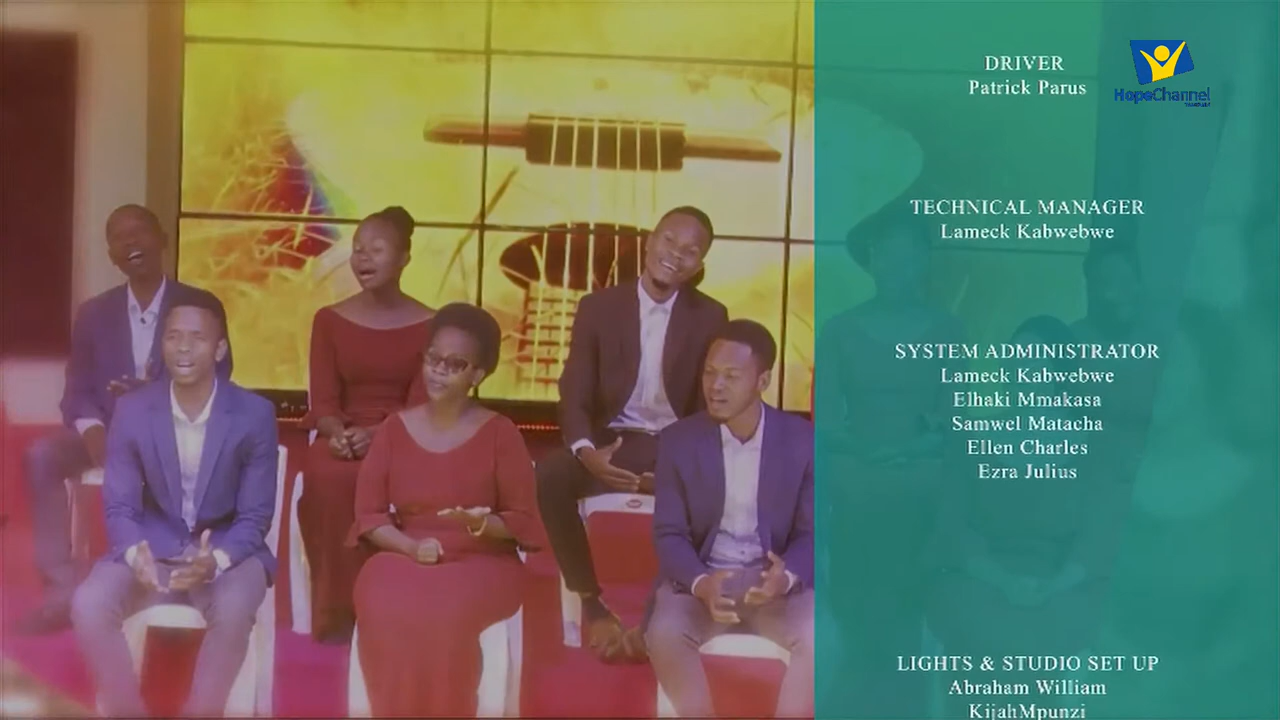 DRIVER
Patrick Parus
HopeChannel
TECHNICAL MANAGER
Lameck Kabwebwe
SYSTEM ADMINISTRATOR
Lameck Kabwebwe
Elhaki Mmakasa
Samwel Matacha
Ellen Charles
Ezra Julius
LIGHTS & STUDIO SET UP
Abraham William
KijahMpunzi